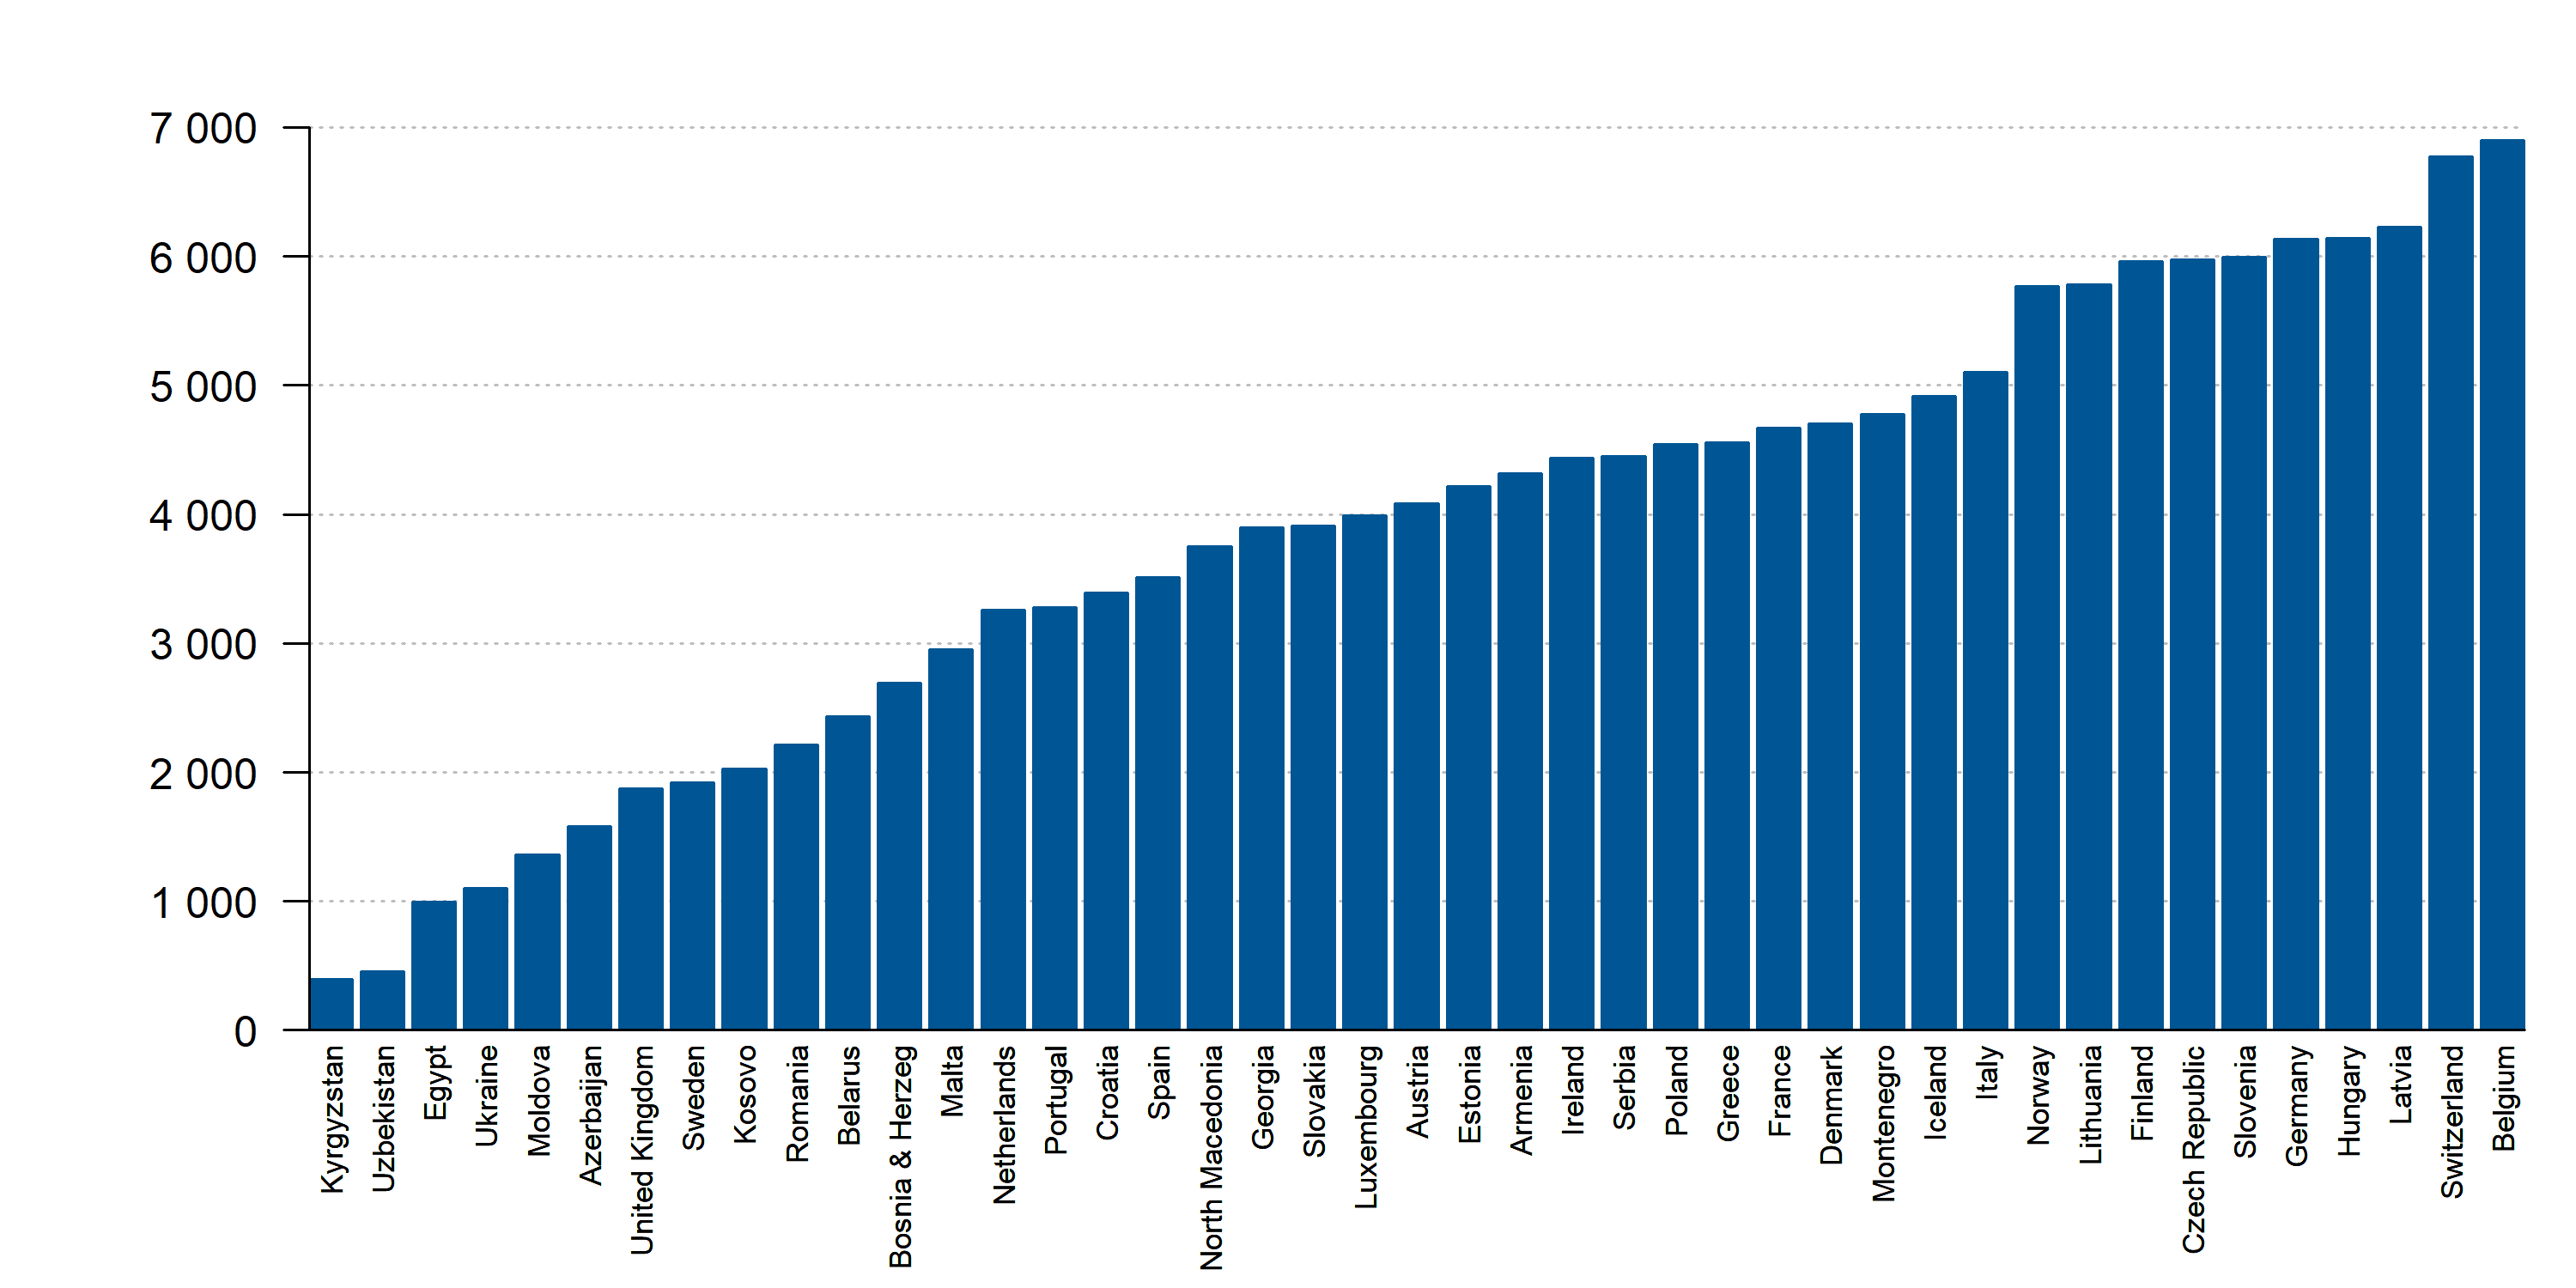 7 000
6 000
5 000
4 000
3 000
2 000
1 000
0
Kyrgyzstan
Uzbekistan
Egypt
Ukraine
Moldova
Azerbaijan
United Kingdom
Sweden
Kosovo
Romania
Belarus
Bosnia & Herzeg
Malta
Netherlands
Portugal
Croatia
Spain
North Macedonia
Georgia
Slovakia
Luxembourg
Austria
Estonia
Armenia
Ireland
Serbia
Poland
Greece
France
Denmark
Montenegro
Iceland
Italy
Norway
Lithuania
Finland
Czech Republic
Slovenia
Germany
Hungary
Latvia
Switzerland
Belgium